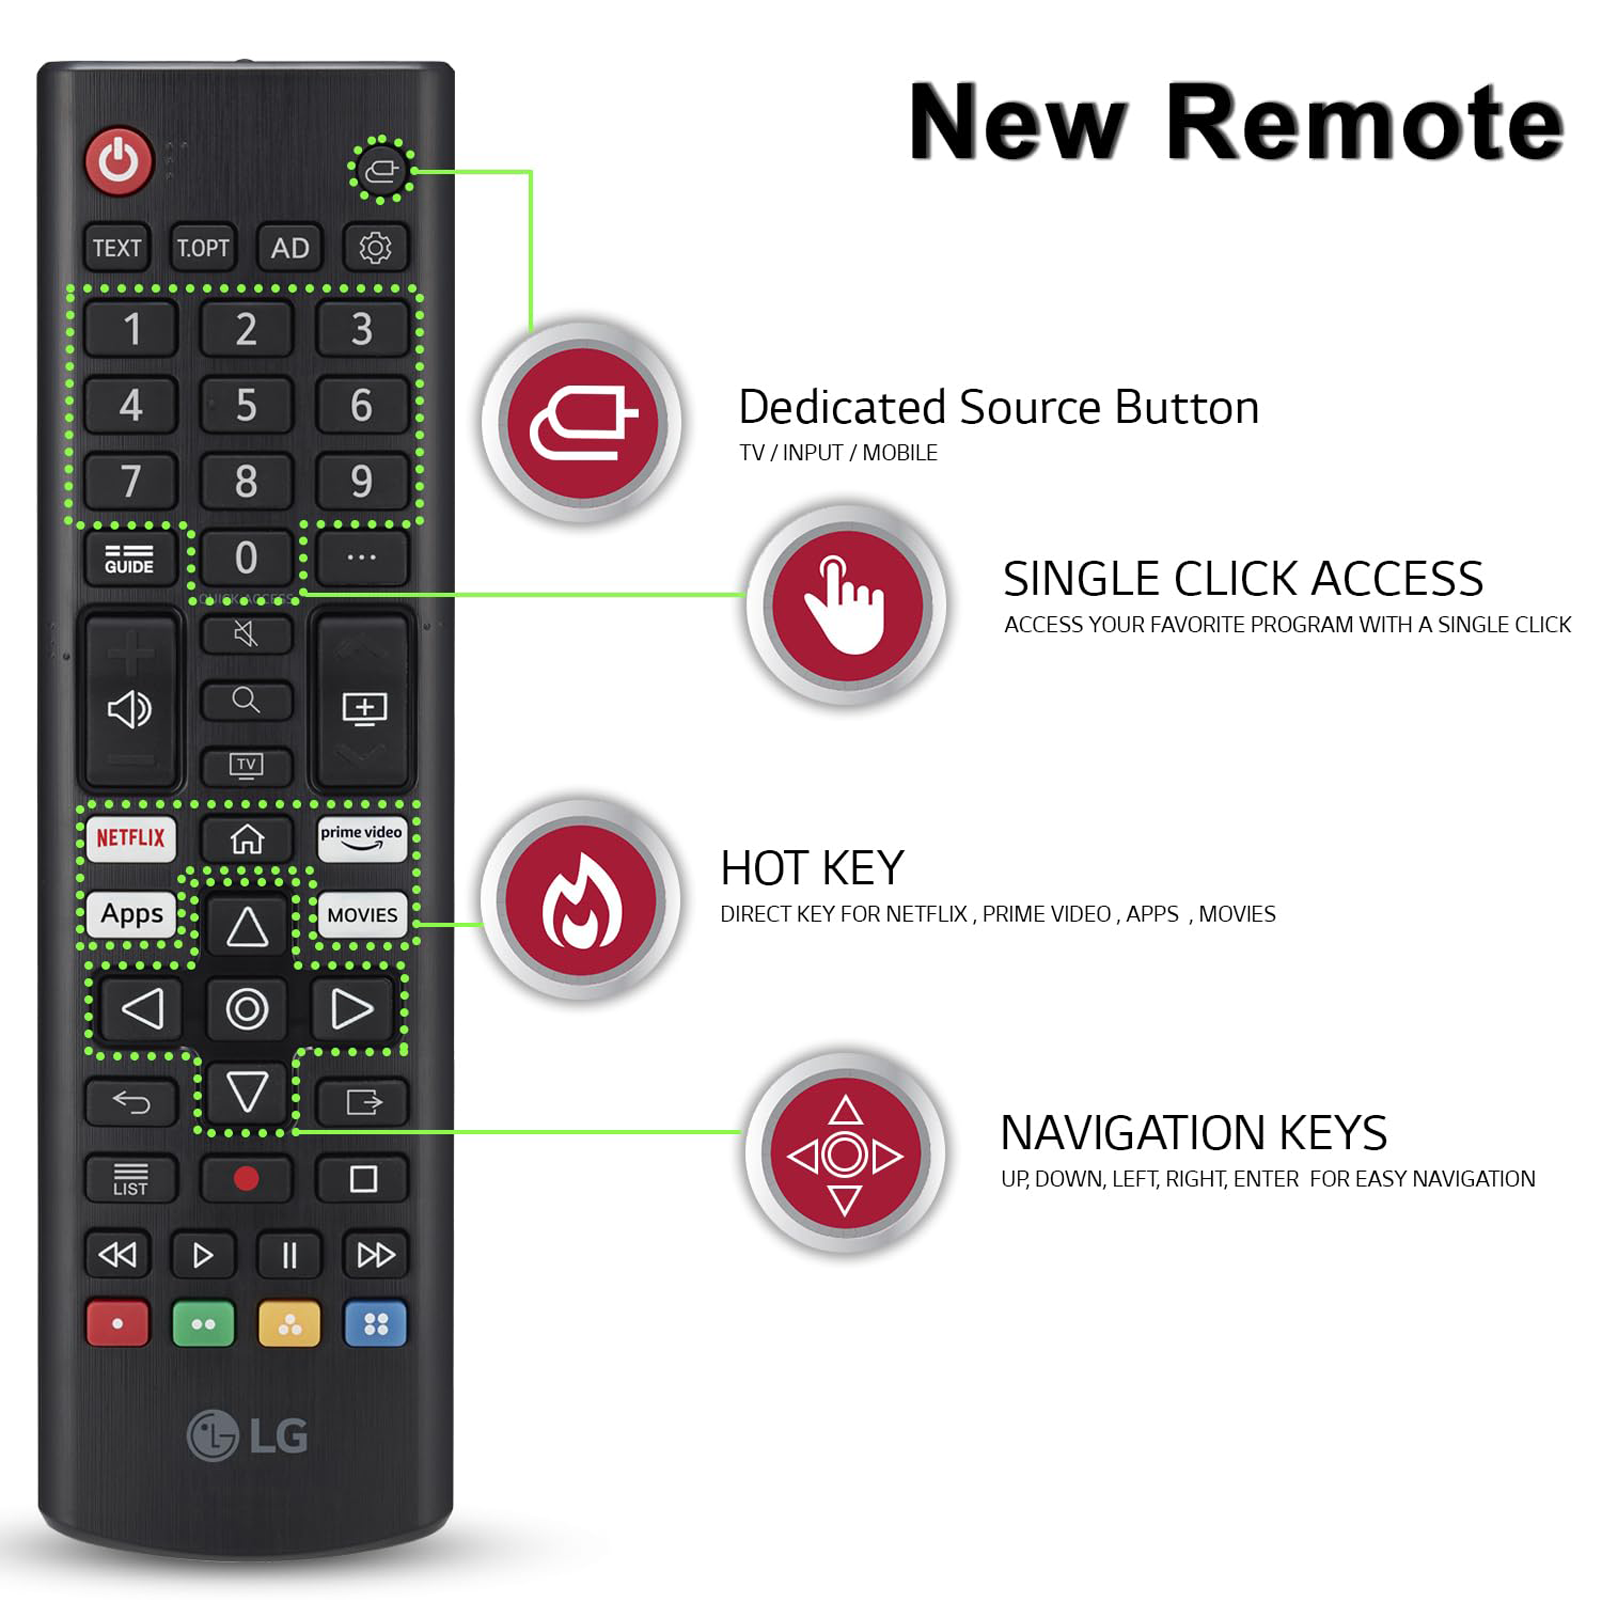 New Remote
TEXT T.OPT AD
1 2 3
4 5 6
7 8 9
GUIDE 0 ...
QUICK ACCESS
TV
NETFLIX prime video
Apps MOVIES
LIST
LG
Dedicated Source Button
TV / INPUT / MOBILE
SINGLE CLICK ACCESS
ACCESS YOUR FAVORITE PROGRAM WITH A SINGLE CLICK
HOT KEY
DIRECT KEY FOR NETFLIX , PRIME VIDEO , APPS , MOVIES
NAVIGATION KEYS
UP, DOWN, LEFT, RIGHT, ENTER FOR EASY NAVIGATION